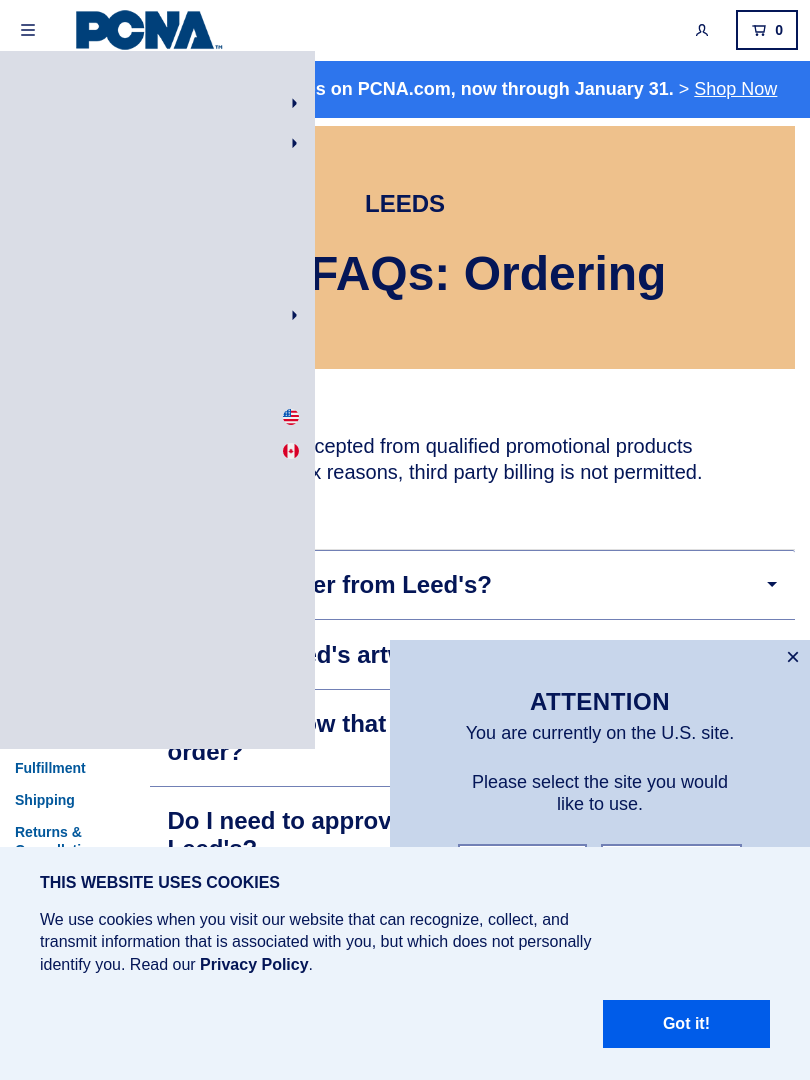 PCNA™
0
s on PCNA.com, now through January 31. > Shop Now
LEEDS
FAQs: Ordering
cepted from qualified promotional products
x reasons, third party billing is not permitted.
er from Leed's?
ed's
ow that
order?
Do I need to approv
Leed's?
Fulfillment
Shipping
Returns &
×
ATTENTION
You are currently on the U.S. site.
Please select the site you would
like to use.
THIS WEBSITE USES COOKIES
We use cookies when you visit our website that can recognize, collect, and
transmit information that is associated with you, but which does not personally
identify you. Read our Privacy Policy.
Got it!